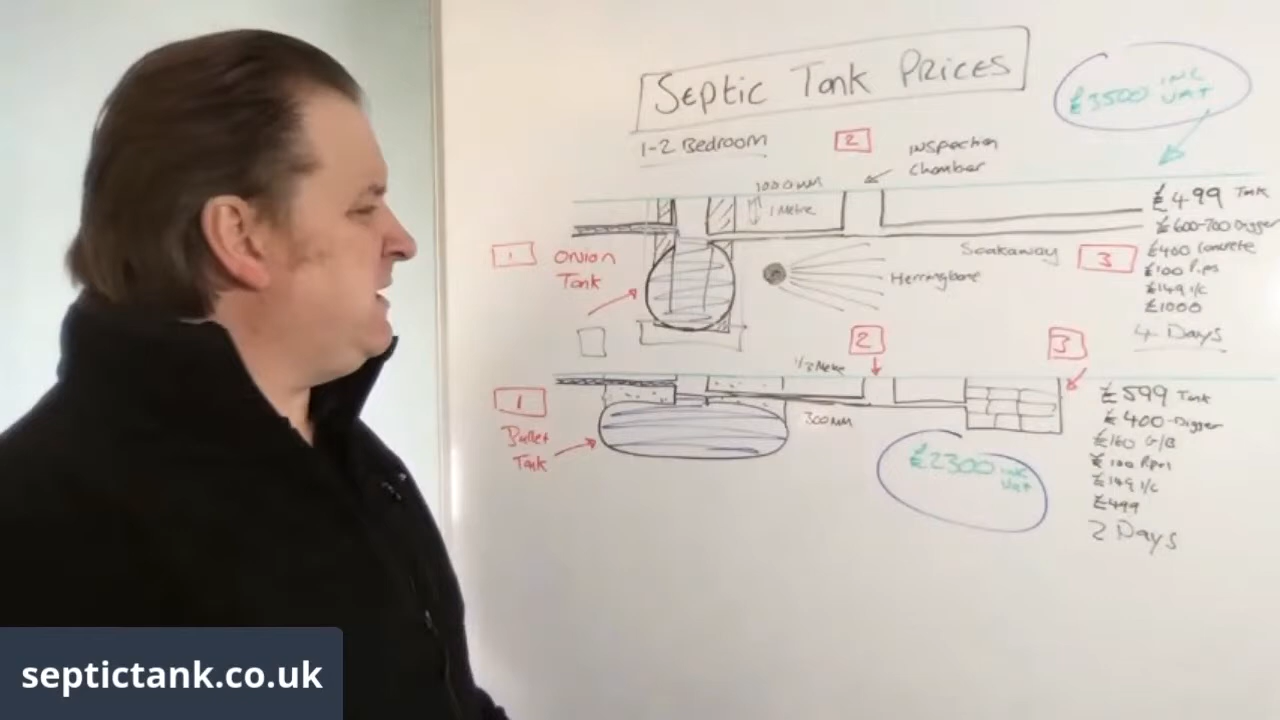 Septic Tank Prices
£3500 INC VAT
1-2 Bedroom
2
Inspection
Chamber
1000mm
1 Metre
£499 Tank
£600-700 Digger
£400 Concrete
£100 Pipes
£149 I/C
£1000
4 Days
1
Onion
Tank
Soakaway
3
Herringbone
2
3
1/3 Metre
300mm
1
Bullet
Tank
£2300 INC
VAT
£599 Tank
£400-Digger
£160 G/B
£100 Pipes
£149 I/C
£499
2 Days
septictank.co.uk